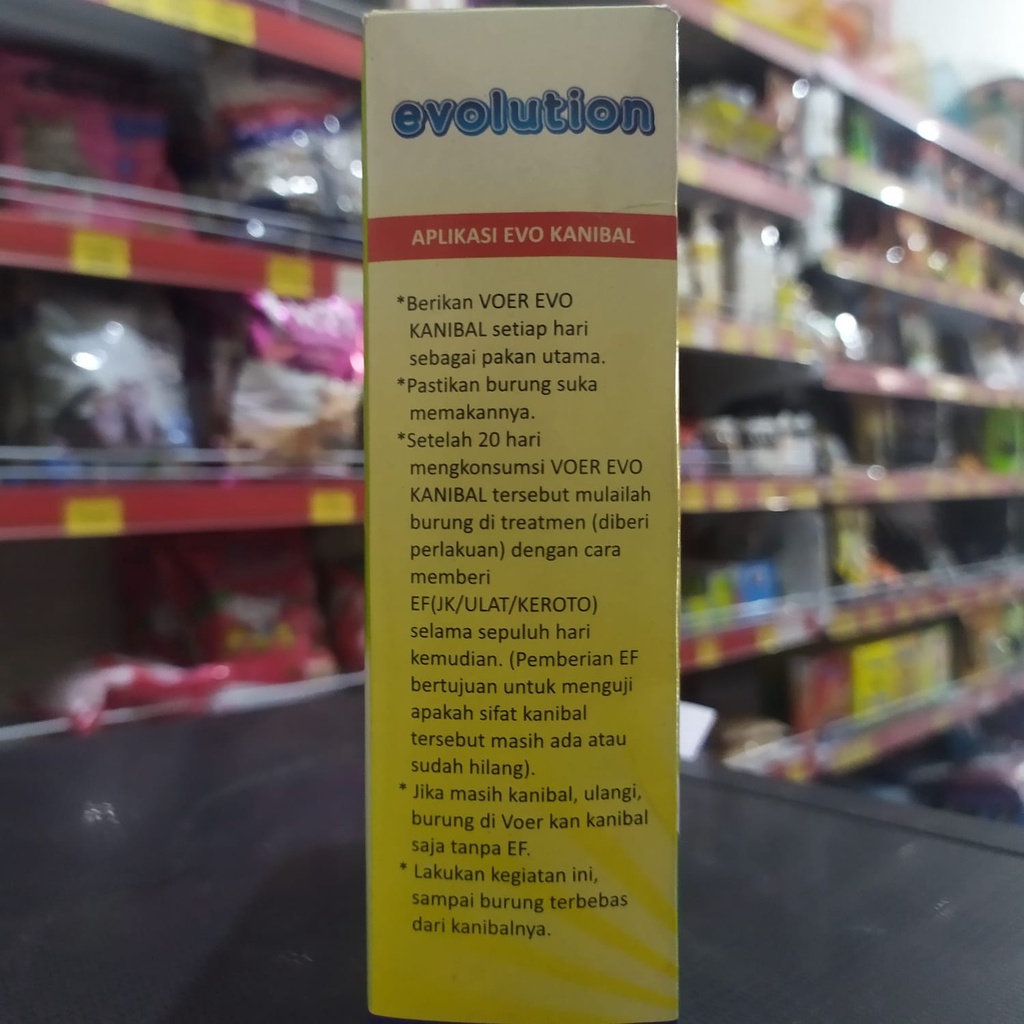 evolution
APLIKASI EVO KANIBAL
*Berikan VOER EVO
KANIBAL setiap hari
sebagai pakan utama.
*Pastikan burung suka
memakannya.
*Setelah 20 hari
mengkonsumsi VOER EVO
KANIBAL tersebut mulailah
burung di treatmen (diberi
perlakuan) dengan cara
memberi
EF(JK/ULAT/KEROTO)
selama sepuluh hari
kemudian. (Pemberian EF
bertujuan untuk menguji
apakah sifat kanibal
tersebut masih ada atau
sudah hilang).
* Jika masih kanibal, ulangi,
burung di Voer kan kanibal
saja tanpa EF.
* Lakukan kegiatan ini,
sampai burung terbebas
dari kanibalnya.